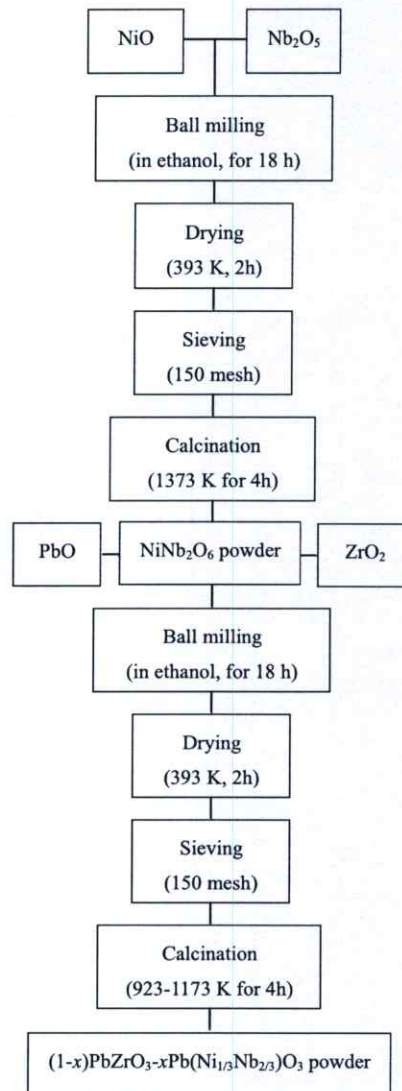 NiO
Nb₂O₅
Ball milling
(in ethanol, for 18 h)
Drying
(393 K, 2h)
Sieving
(150 mesh)
Calcination
(1373 K for 4h)
PbO
NiNb₂O₆ powder
ZrO₂
Ball milling
(in ethanol, for 18 h)
Drying
(393 K, 2h)
Sieving
(150 mesh)
Calcination
(923-1173 K for 4h)
(1-x)PbZrO₃-xPb(Ni₁/₃Nb₂/₃)O₃ powder